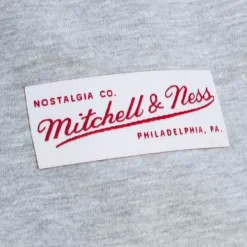 NOSTALGIA CO.
Mitchell & Ness
PHILADELPHIA, PA.